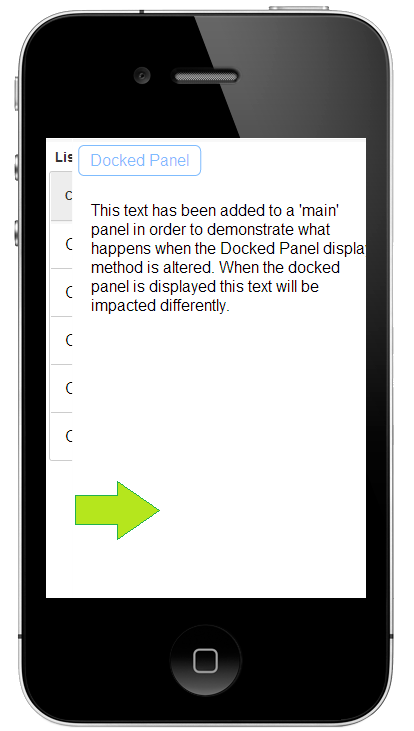 Lis
Docked Panel
This text has been added to a 'main'
panel in order to demonstrate what
happens when the Docked Panel displa
method is altered. When the docked
panel is displayed this text will be
impacted differently.